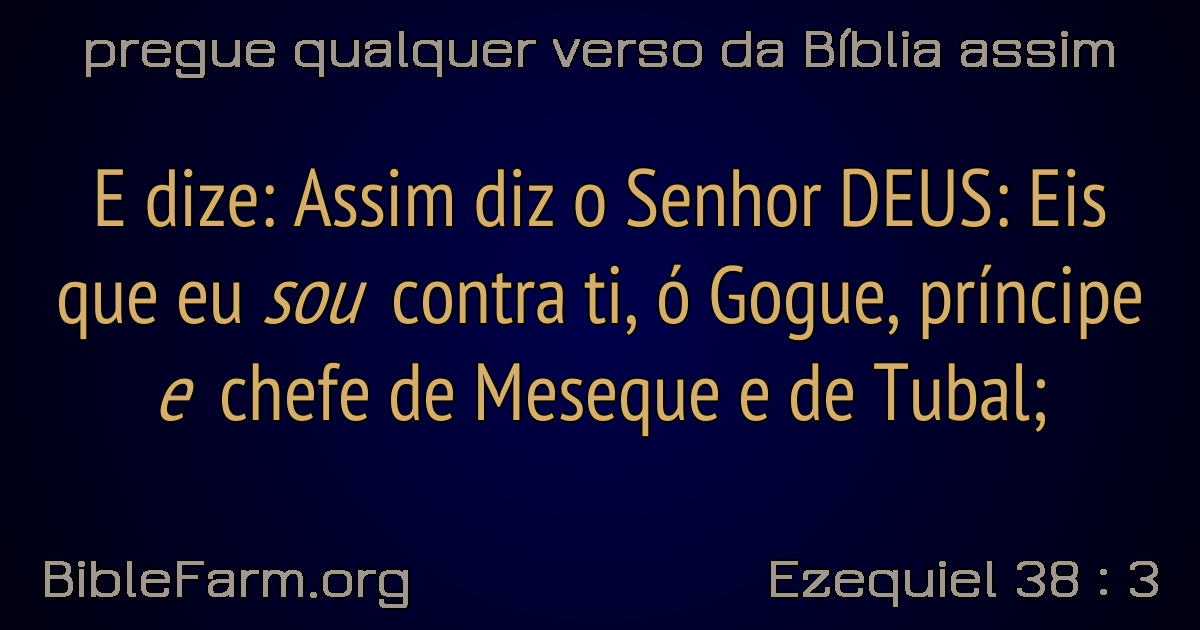 pregue qualquer verso da Bíblia assim
E dize: Assim diz o Senhor DEUS: Eis
que eu sou contra ti, ó Gogue, príncipe
e chefe de Meseque e de Tubal;
BibleFarm.org
Ezequiel 38 : 3